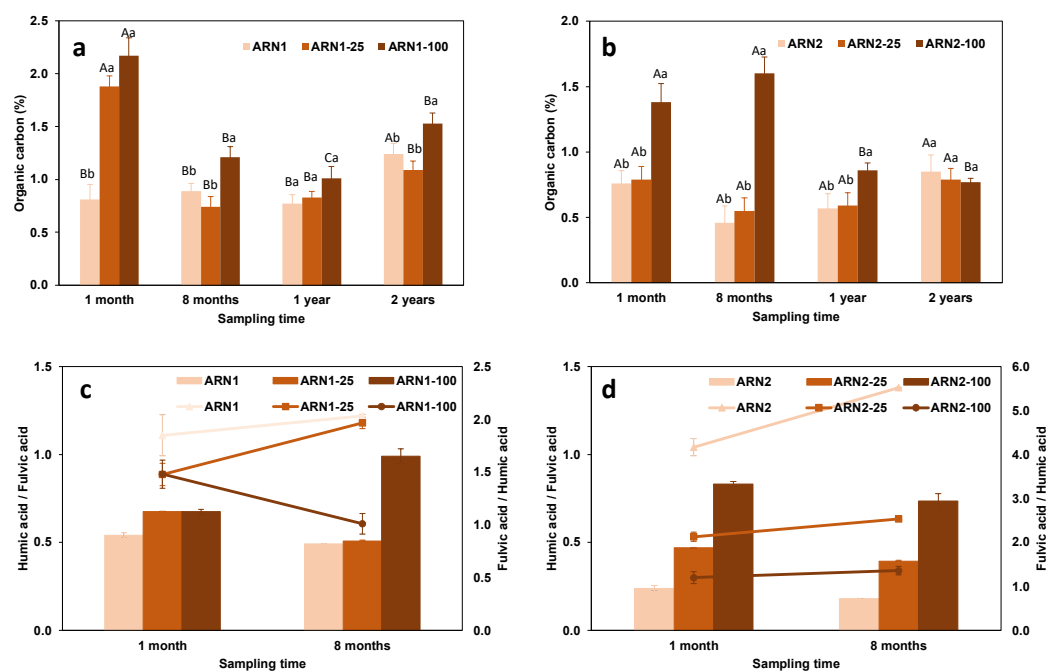 a
ARN1 ARN1-25 ARN1-100
Organic carbon (%)
2.5
2.0
1.5
1.0
0.5
0.0
Bb Aa Aa
Bb Bb Ba
Ba Ba Ca
Ab Bb Ba
1 month 8 months 1 year 2 years
Sampling time
b
ARN2 ARN2-25 ARN2-100
Organic carbon (%)
2.0
1.5
1.0
0.5
0.0
Ab Ab Aa
Ab Ab Aa
Ab Ab Ba
Aa Aa Ba
1 month 8 months 1 year 2 years
Sampling time
c
ARN1 ARN1-25 ARN1-100
ARN1 ARN1-25 ARN1-100
Humic acid / Fulvic acid
1.5
1.0
0.5
0.0
2.5
2.0
1.5
1.0
0.5
0.0
Fulvic acid / Humic acid
1 month 8 months
Sampling time
d
ARN2 ARN2-25 ARN2-100
ARN2 ARN2-25 ARN2-100
Humic acid / Fulvic acid
1.5
1.0
0.5
0.0
6.0
5.0
4.0
3.0
2.0
1.0
0.0
Fulvic acid / Humic acid
1 month 8 months
Sampling time